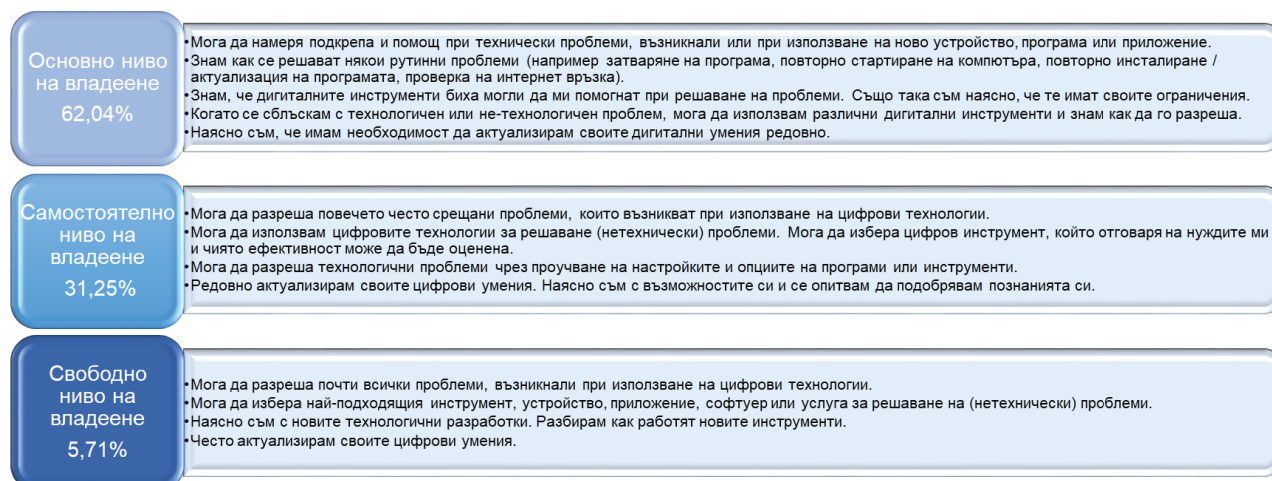 Основно ниво
на владеене
62,04%
•Мога да намеря подкрепа и помощ при технически проблеми, възникнали или при използване на ново устройство, програма или приложение.
•Знам как се решават някои рутинни проблеми (например затваряне на програма, повторно стартиране на компютъра, повторно инсталиране /
актуализация на програмата, проверка на интернет връзка).
•Знам, че дигиталните инструменти биха могли да ми помогнат при решаване на проблеми. Също така съм наясно, че те имат своите ограничения.
•Когато се сблъскам с технологичен или не-технологичен проблем, мога да използвам различни дигитални инструменти и знам как да го разреша.
•Наясно съм, че имам необходимост да актуализирам своите дигитални умения редовно.
Самостоятелно
ниво на
владеене
31,25%
•Мога да разреша повечето често срещани проблеми, които възникват при използване на цифрови технологии.
•Мога да използвам цифровите технологии за решаване (нетехнически) проблеми. Мога да избера цифров инструмент, който отговаря на нуждите ми
и чиято ефективност може да бъде оценена.
•Мога да разреша технологични проблеми чрез проучване на настройките и опциите на програми или инструменти.
•Редовно актуализирам своите цифрови умения. Наясно съм с възможностите си и се опитвам да подобрявам познанията си.
Свободно
ниво на
владеене
5,71%
•Мога да разреша почти всички проблеми, възникнали при използване на цифрови технологии.
•Мога да избера най-подходящия инструмент, устройство, приложение, софтуер или услуга за решаване на (нетехнически) проблеми.
•Наясно съм с новите технологични разработки. Разбирам как работят новите инструменти.
•Често актуализирам своите цифрови умения.